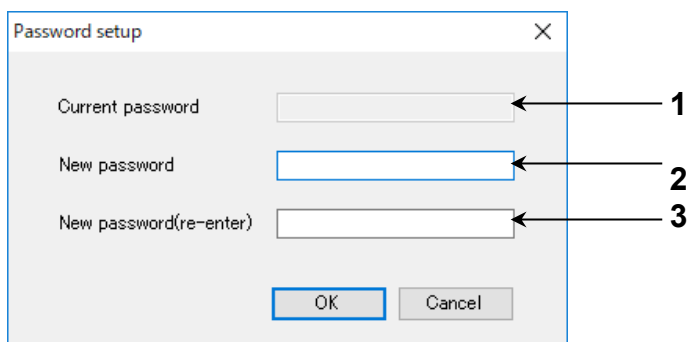 Password setup
Current password 1
New password 2
New password(re-enter) 3
OK Cancel